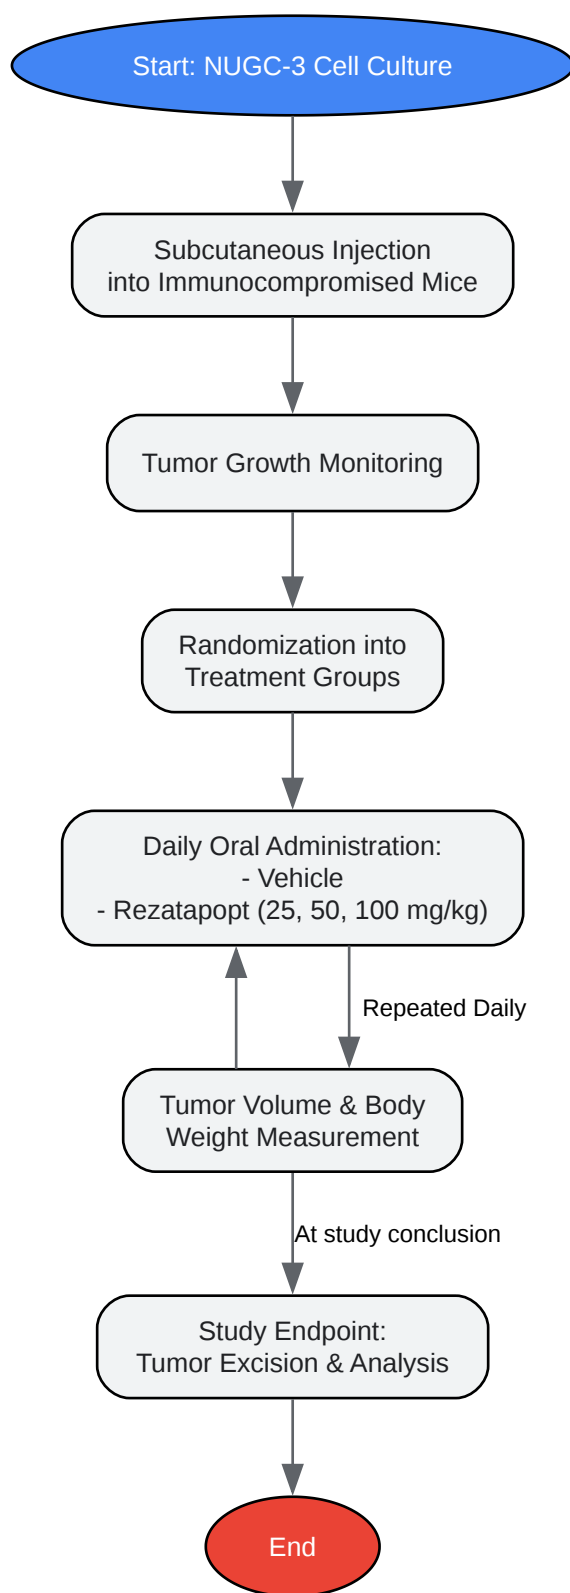 Start: NUGC-3 Cell Culture
Subcutaneous Injection
into Immunocompromised Mice
Tumor Growth Monitoring
Randomization into
Treatment Groups
Daily Oral Administration:
- Vehicle
- Rezatapopt (25, 50, 100 mg/kg)
Repeated Daily
Tumor Volume & Body
Weight Measurement
At study conclusion
Study Endpoint:
Tumor Excision & Analysis
End